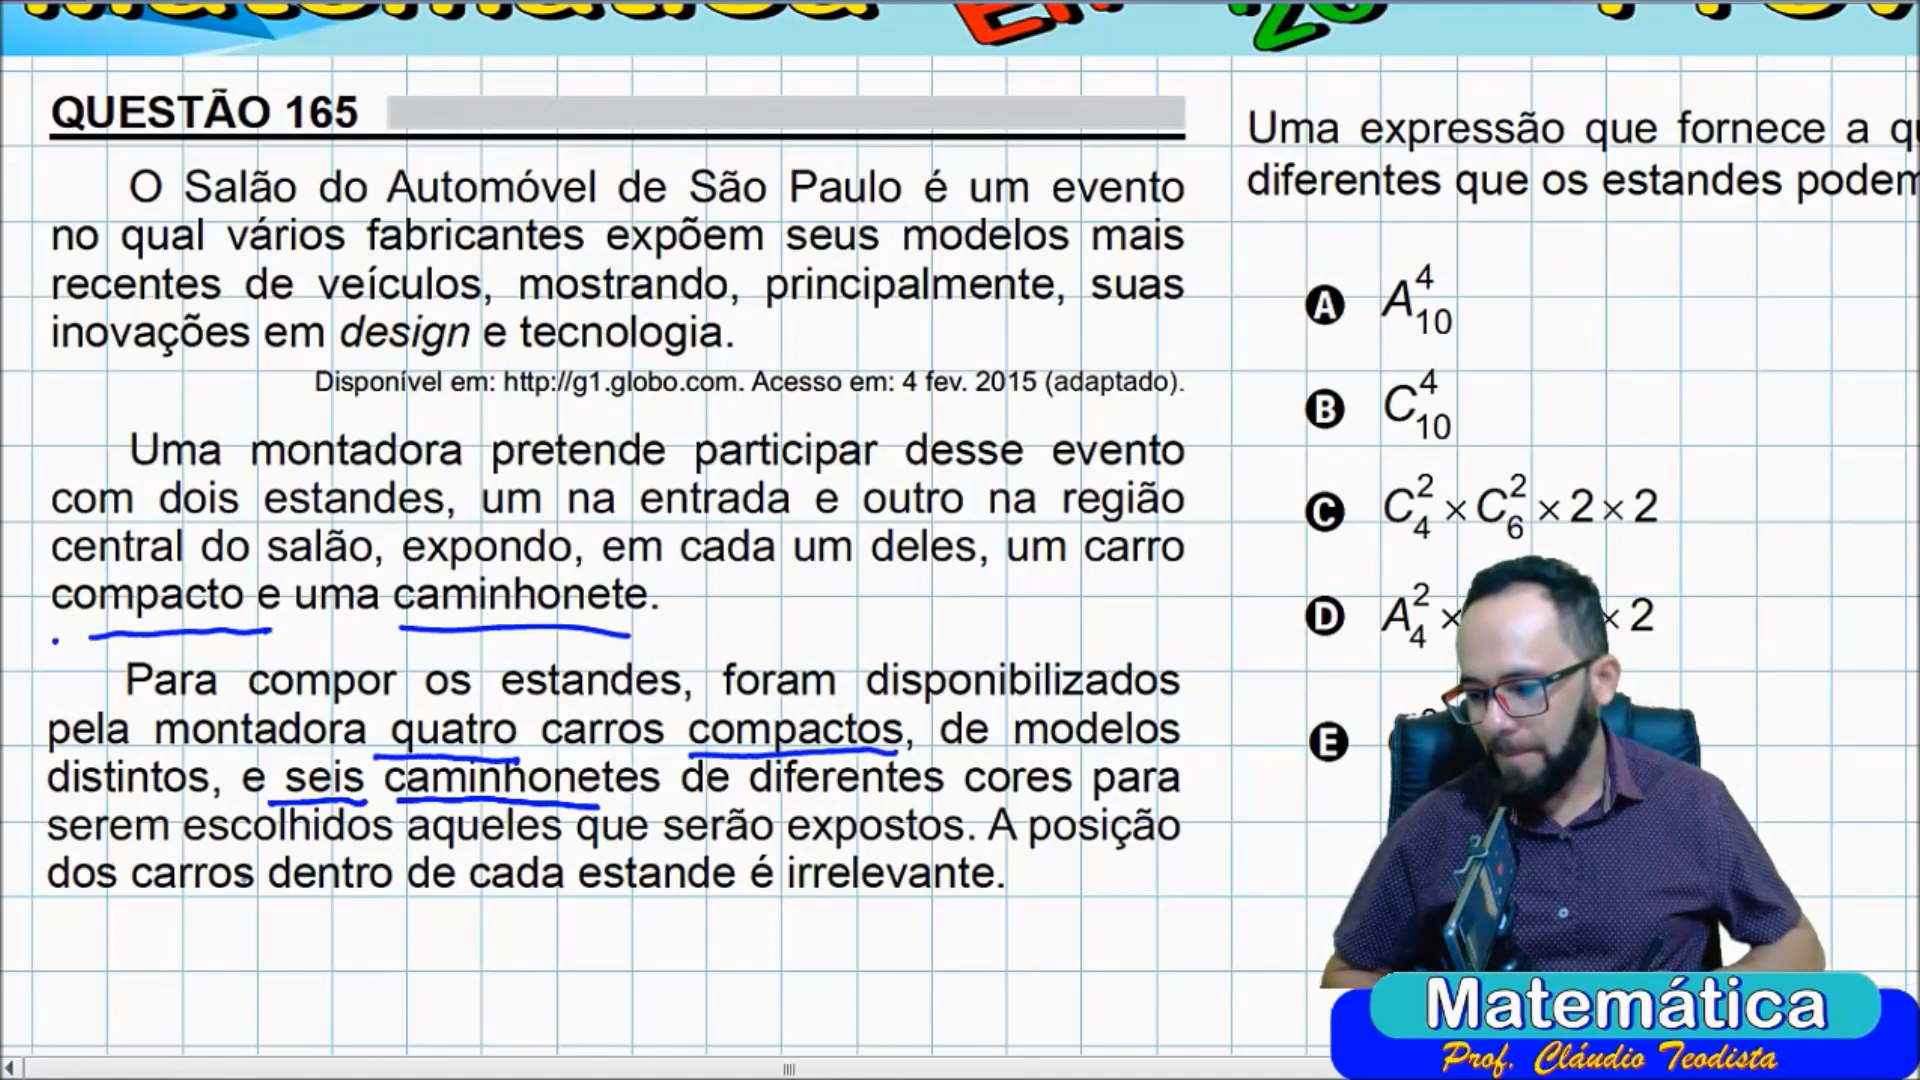 QUESTÃO 165
O Salão do Automóvel de São Paulo é um evento
no qual vários fabricantes expõem seus modelos mais
recentes de veículos, mostrando, principalmente, suas
inovações em design e tecnologia.
Disponível em: http://g1.globo.com. Acesso em: 4 fev. 2015 (adaptado).
Uma montadora pretende participar desse evento
com dois estandes, um na entrada e outro na região
central do salão, expondo, em cada um deles, um carro
compacto e uma caminhonete.
Para compor os estandes, foram disponibilizados
pela montadora quatro carros compactos, de modelos
distintos, e seis caminhonetes de diferentes cores para
serem escolhidos aqueles que serão expostos. A posição
dos carros dentro de cada estande é irrelevante.
Uma expressão que fornece a
diferentes que os estandes podem
A A₁₀⁴
B C₁₀⁴
C C₄² × C₆² × 2 × 2
D A₄² × × 2
E
Matemática
Prof. Cláudio Teodista